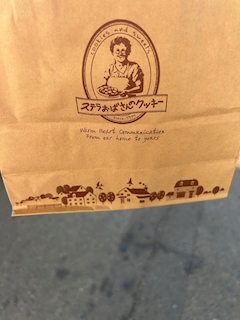 cookies and sweets
ステラおばさんのクッキー
Warm Heart Communication
From our home to yours